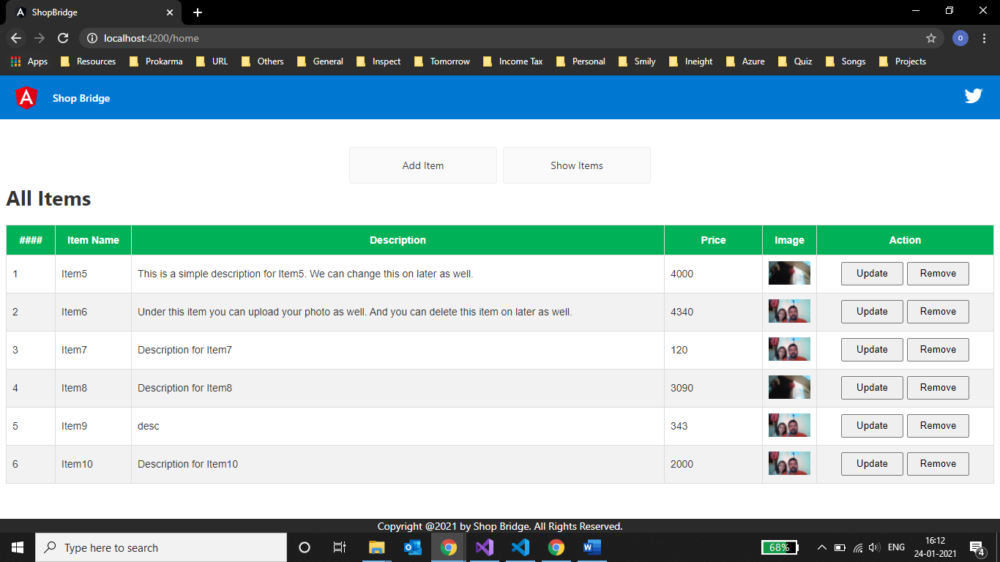 ShopBridge
localhost:4200/home
Apps Resources Prokarma URL Others General Inspect Tomorrow Income Tax Personal Smily Ineight Azure Quiz Songs Projects
Shop Bridge
Add Item Show Items
All Items
#### Item Name Description Price Image Action
1 Item5 This is a simple description for Item5. We can change this on later as well. 4000 Update Remove
2 Item6 Under this item you can upload your photo as well. And you can delete this item on later as well. 4340 Update Remove
3 Item7 Description for Item7 120 Update Remove
4 Item8 Description for Item8 3090 Update Remove
5 Item9 desc 343 Update Remove
6 Item10 Description for Item10 2000 Update Remove
Copyright @2021 by Shop Bridge. All Rights Reserved.
Type here to search 68% ENG 16:12
24-01-2021 4